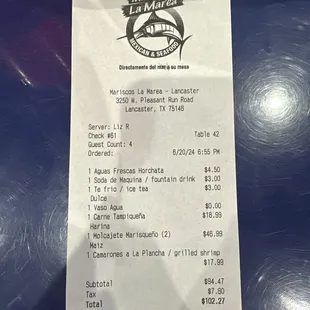 La Marea
MEXICAN & SEAFOOD
Directamente del mar a su mesa
Mariscos La Marea - Lancaster
3250 W. Pleasant Run Road
Lancaster, TX 75146
Server: Liz R
Check #61 Table 42
Guest Count: 4
Ordered: 8/20/24 6:55 PM
1 Aguas Frescas Horchata $4.50
1 Soda de Maquina / fountain drink $3.00
1 Te frio / ice tea $3.00
Dulce
1 Vaso Agua $0.00
1 Carne Tampiqueña $18.99
Harina
1 Molcajete Marisqueño (2) $46.99
Maiz
1 Camarones a La Plancha / grilled shrimp
$17.99
Subtotal $94.47
Tax $7.80
Total $102.27